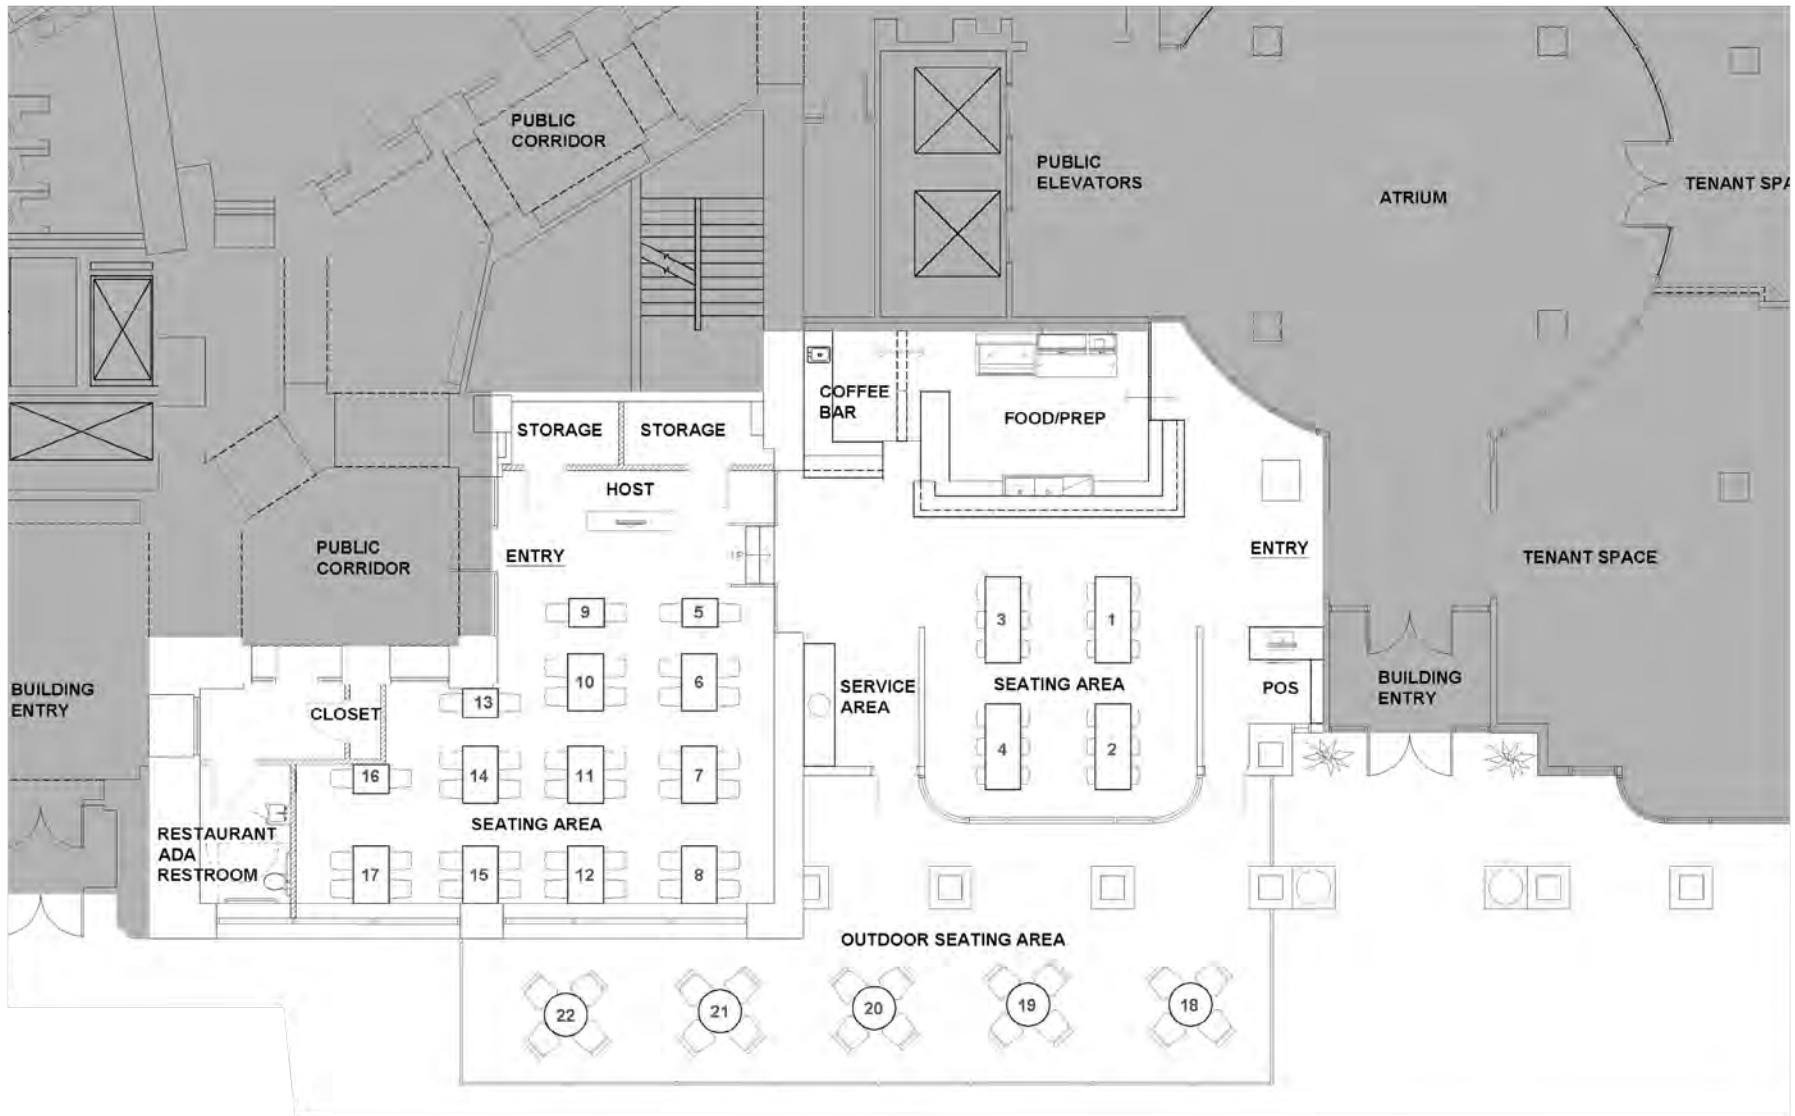 PUBLIC
CORRIDOR
PUBLIC
ELEVATORS
ATRIUM
TENANT SPA
COFFEE
BAR
FOOD/PREP
STORAGE
STORAGE
HOST
ENTRY
UP
ENTRY
PUBLIC
CORRIDOR
TENANT SPACE
9
5
3
1
10
6
13
SERVICE
AREA
SEATING AREA
POS
BUILDING
ENTRY
BUILDING
ENTRY
CLOSET
4
2
16
14
11
7
SEATING AREA
RESTAURANT
ADA
RESTROOM
17
15
12
8
OUTDOOR SEATING AREA
22
21
20
19
18